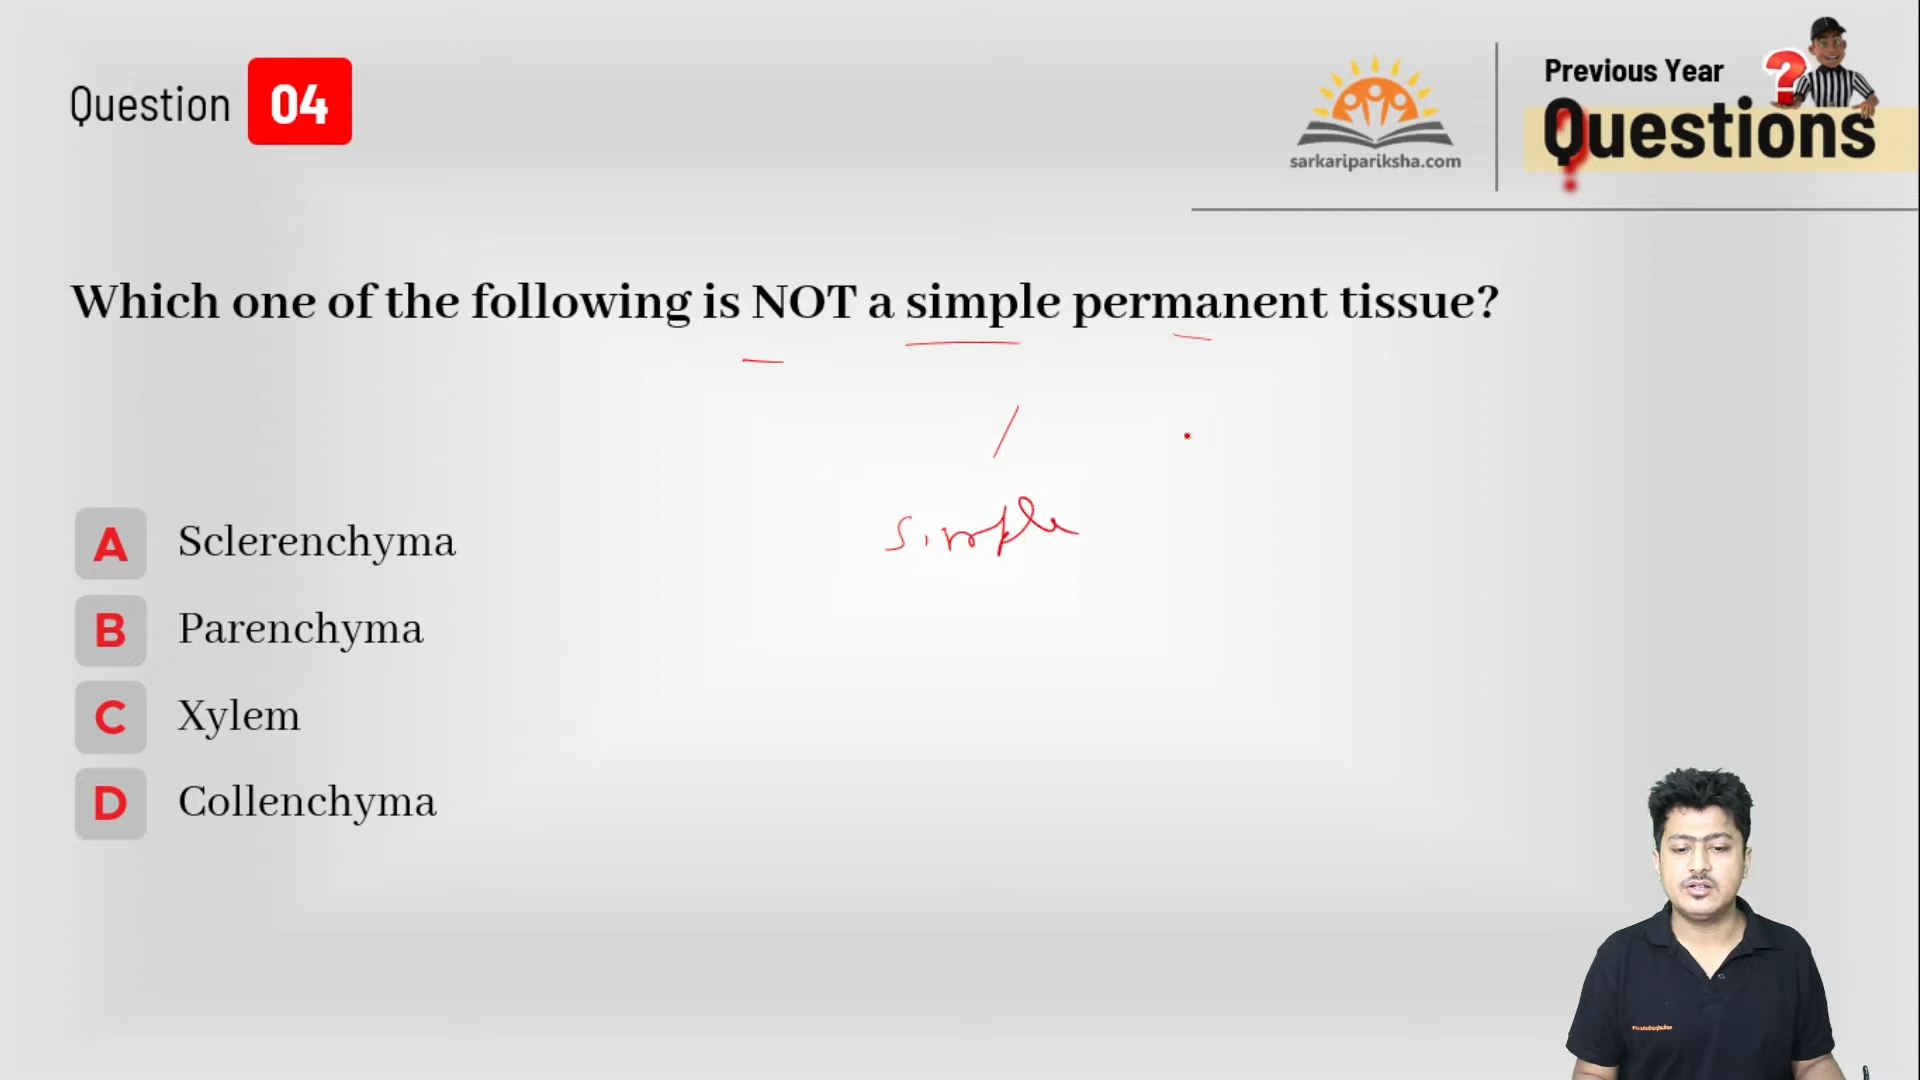 Question 04
sarkaripariksha.com
Previous Year
Questions
Which one of the following is NOT a simple permanent tissue?
simple
A Sclerenchyma
B Parenchyma
C Xylem
D Collenchyma